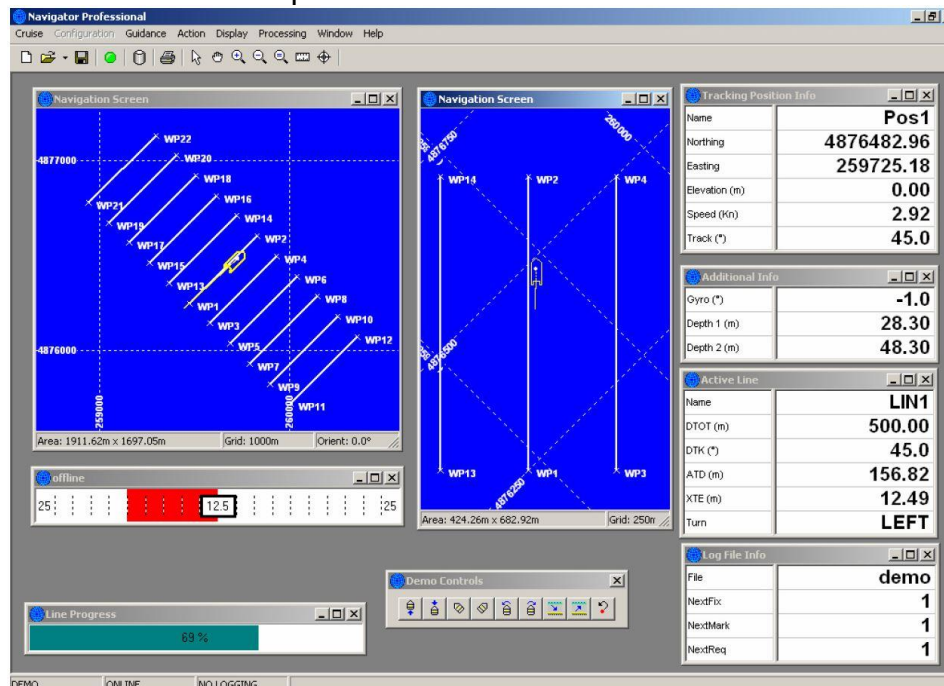 Navigator Professional
Cruise Configuration Guidance Action Display Processing Window Help
Navigation Screen
WP22
4877000
WP20
WP18
WP21
WP16
WP19
WP14
WP17
WP2
WP15
WP4
WP13
WP6
WP1
WP8
WP3
WP10
4876000
WP5
WP12
WP7
WP9
WP11
259000
260000
Area: 1911.62m x 1697.05m Grid: 1000m Orient: 0.0°
Navigation Screen
4876750
260000
WP14 WP2 WP4
4876500
WP13 WP1 WP3
4876250
Area: 424.26m x 682.92m Grid: 250m
Tracking Position Info
Name Pos1
Northing 4876482.96
Easting 259725.18
Elevation (m) 0.00
Speed (Kn) 2.92
Track (°) 45.0
Additional Info
Gyro (°) -1.0
Depth 1 (m) 28.30
Depth 2 (m) 48.30
Active Line
Name LIN1
DTOT (m) 500.00
DTK (°) 45.0
ATD (m) 156.82
XTE (m) 12.49
Turn LEFT
Log File Info
File demo
NextFix 1
NextMark 1
NextReq 1
offline
25 12.5 25
Demo Controls
Line Progress
69 %
DEMO ONLINE NO LOGGING